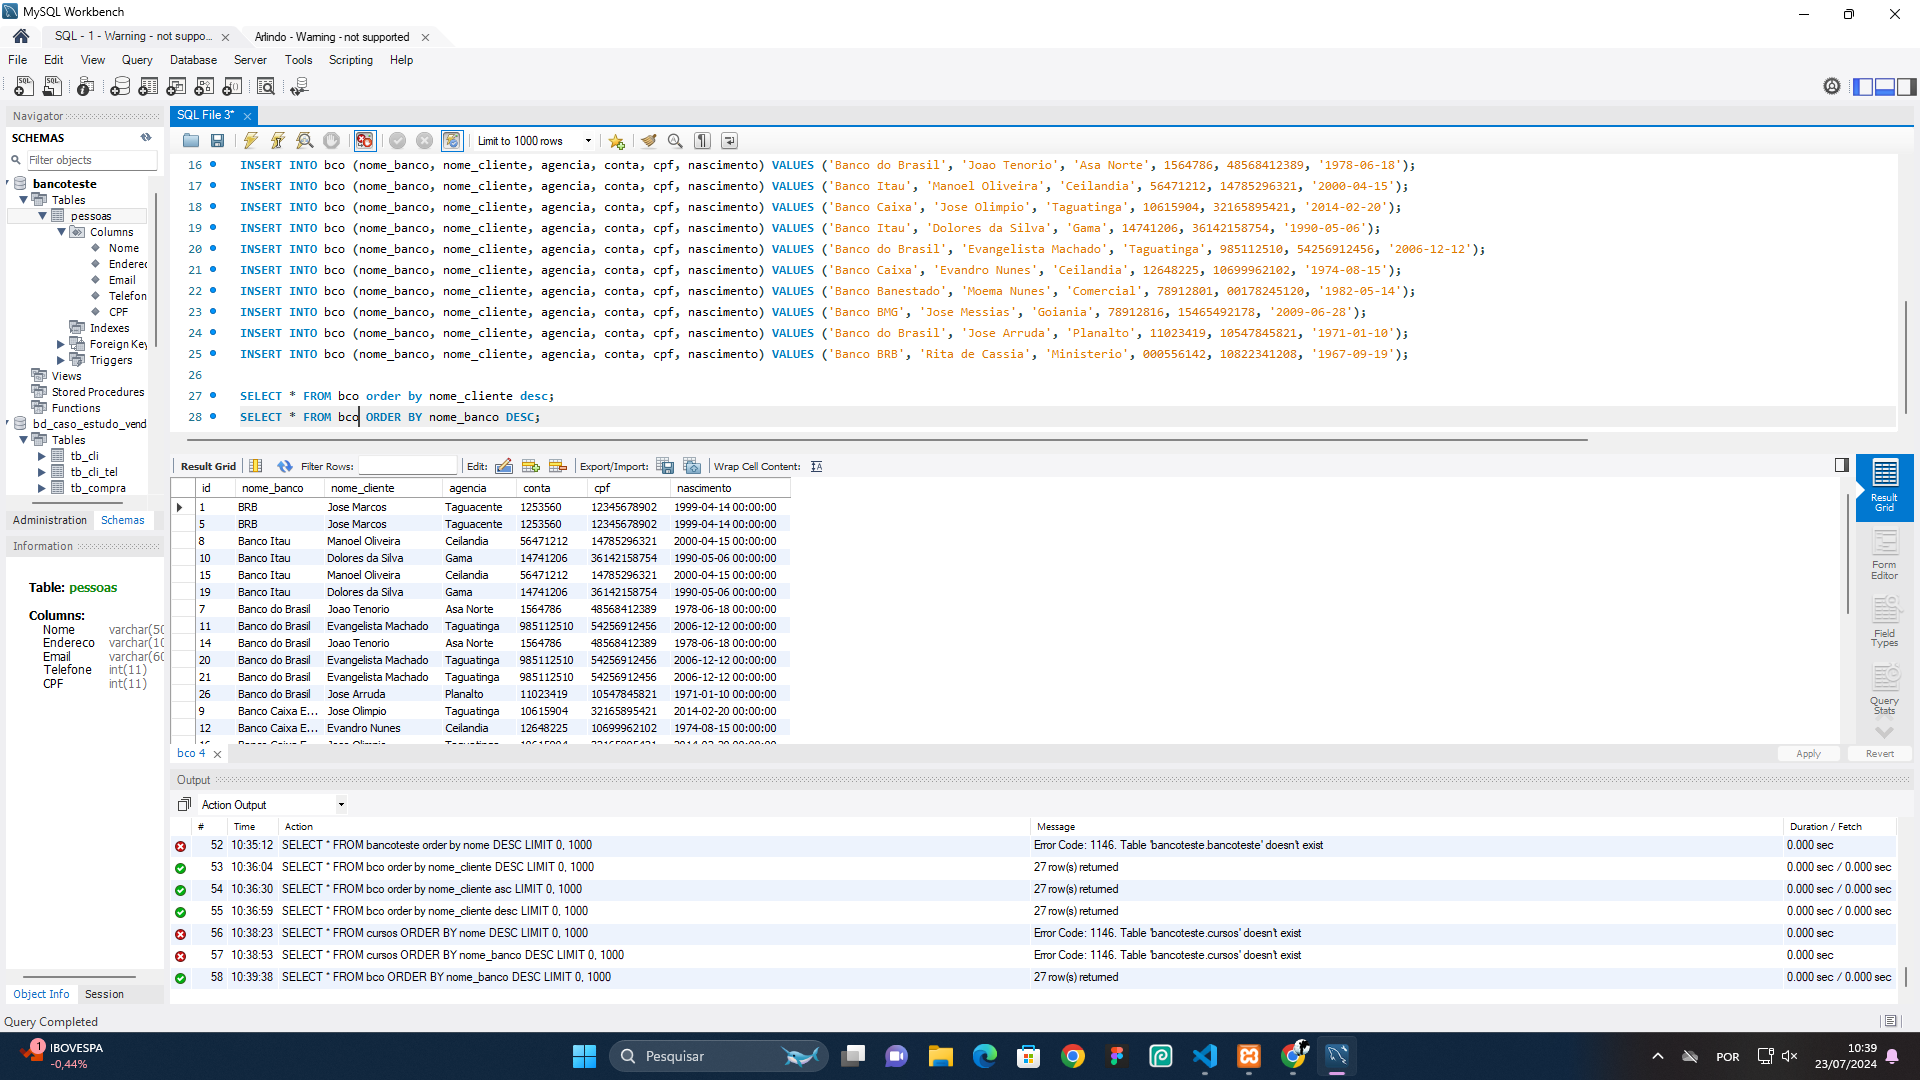 MySQL Workbench
SQL - 1 - Warning - not suppo...
Arlindo - Warning - not supported
File Edit View Query Database Server Tools Scripting Help
Navigator
SCHEMAS
Filter objects
bancoteste
Tables
pessoas
Columns
Nome
Enderec
Email
Telefon
CPF
Indexes
Foreign Key
Triggers
Views
Stored Procedures
Functions
bd_caso_estudo_vend
Tables
tb_cli
tb_cli_tel
tb_compra
Administration Schemas
Information
Table: pessoas
Columns:
Nome varchar(50
Endereco varchar(10
Email varchar(60
Telefone int(11)
CPF int(11)
Object Info Session
Query Completed
SQL File 3*
Limit to 1000 rows
16 INSERT INTO bco (nome_banco, nome_cliente, agencia, conta, cpf, nascimento) VALUES ('Banco do Brasil', 'Joao Tenorio', 'Asa Norte', 1564786, 48568412389, '1978-06-18');
17 INSERT INTO bco (nome_banco, nome_cliente, agencia, conta, cpf, nascimento) VALUES ('Banco Itau', 'Manoel Oliveira', 'Ceilandia', 56471212, 14785296321, '2000-04-15');
18 INSERT INTO bco (nome_banco, nome_cliente, agencia, conta, cpf, nascimento) VALUES ('Banco Caixa', 'Jose Olimpio', 'Taguatinga', 10615904, 32165895421, '2014-02-20');
19 INSERT INTO bco (nome_banco, nome_cliente, agencia, conta, cpf, nascimento) VALUES ('Banco Itau', 'Dolores da Silva', 'Gama', 14741206, 36142158754, '1990-05-06');
20 INSERT INTO bco (nome_banco, nome_cliente, agencia, conta, cpf, nascimento) VALUES ('Banco do Brasil', 'Evangelista Machado', 'Taguatinga', 985112510, 54256912456, '2006-12-12');
21 INSERT INTO bco (nome_banco, nome_cliente, agencia, conta, cpf, nascimento) VALUES ('Banco Caixa', 'Evandro Nunes', 'Ceilandia', 12648225, 10699962102, '1974-08-15');
22 INSERT INTO bco (nome_banco, nome_cliente, agencia, conta, cpf, nascimento) VALUES ('Banco Banestado', 'Moema Nunes', 'Comercial', 78912801, 00178245120, '1982-05-14');
23 INSERT INTO bco (nome_banco, nome_cliente, agencia, conta, cpf, nascimento) VALUES ('Banco BMG', 'Jose Messias', 'Goiania', 78912816, 15465492178, '2009-06-28');
24 INSERT INTO bco (nome_banco, nome_cliente, agencia, conta, cpf, nascimento) VALUES ('Banco do Brasil', 'Jose Arruda', 'Planalto', 11023419, 10547845821, '1971-01-10');
25 INSERT INTO bco (nome_banco, nome_cliente, agencia, conta, cpf, nascimento) VALUES ('Banco BRB', 'Rita de Cassia', 'Ministerio', 000556142, 10822341208, '1967-09-19');
26
27 SELECT * FROM bco order by nome_cliente desc;
28 SELECT * FROM bco ORDER BY nome_banco DESC;
Result Grid Filter Rows: Edit: Export/Import: Wrap Cell Content:
id nome_banco nome_cliente agencia conta cpf nascimento
1 BRB Jose Marcos Taguacente 1253560 12345678902 1999-04-14 00:00:00
5 BRB Jose Marcos Taguacente 1253560 12345678902 1999-04-14 00:00:00
8 Banco Itau Manoel Oliveira Ceilandia 56471212 14785296321 2000-04-15 00:00:00
10 Banco Itau Dolores da Silva Gama 14741206 36142158754 1990-05-06 00:00:00
15 Banco Itau Manoel Oliveira Ceilandia 56471212 14785296321 2000-04-15 00:00:00
19 Banco Itau Dolores da Silva Gama 14741206 36142158754 1990-05-06 00:00:00
7 Banco do Brasil Joao Tenorio Asa Norte 1564786 48568412389 1978-06-18 00:00:00
11 Banco do Brasil Evangelista Machado Taguatinga 985112510 54256912456 2006-12-12 00:00:00
14 Banco do Brasil Joao Tenorio Asa Norte 1564786 48568412389 1978-06-18 00:00:00
20 Banco do Brasil Evangelista Machado Taguatinga 985112510 54256912456 2006-12-12 00:00:00
21 Banco do Brasil Evangelista Machado Taguatinga 985112510 54256912456 2006-12-12 00:00:00
26 Banco do Brasil Jose Arruda Planalto 11023419 10547845821 1971-01-10 00:00:00
9 Banco Caixa E... Jose Olimpio Taguatinga 10615904 32165895421 2014-02-20 00:00:00
12 Banco Caixa E... Evandro Nunes Ceilandia 12648225 10699962102 1974-08-15 00:00:00
Result Grid
Form Editor
Field Types
Query Stats
bco 4
Apply Revert
Output
Action Output
# Time Action Message Duration / Fetch
52 10:35:12 SELECT * FROM bancoteste order by nome DESC LIMIT 0, 1000 Error Code: 1146. Table 'bancoteste.bancoteste' doesn't exist 0.000 sec
53 10:36:04 SELECT * FROM bco order by nome_cliente DESC LIMIT 0, 1000 27 row(s) returned 0.000 sec / 0.000 sec
54 10:36:30 SELECT * FROM bco order by nome_cliente asc LIMIT 0, 1000 27 row(s) returned 0.000 sec / 0.000 sec
55 10:36:59 SELECT * FROM bco order by nome_cliente desc LIMIT 0, 1000 27 row(s) returned 0.000 sec / 0.000 sec
56 10:38:23 SELECT * FROM cursos ORDER BY nome DESC LIMIT 0, 1000 Error Code: 1146. Table 'bancoteste.cursos' doesn't exist 0.000 sec
57 10:38:53 SELECT * FROM cursos ORDER BY nome_banco DESC LIMIT 0, 1000 Error Code: 1146. Table 'bancoteste.cursos' doesn't exist 0.000 sec
58 10:39:38 SELECT * FROM bco ORDER BY nome_banco DESC LIMIT 0, 1000 27 row(s) returned 0.000 sec / 0.000 sec
1
IBOVESPA
-0,44%
Pesquisar
POR
10:39
23/07/2024